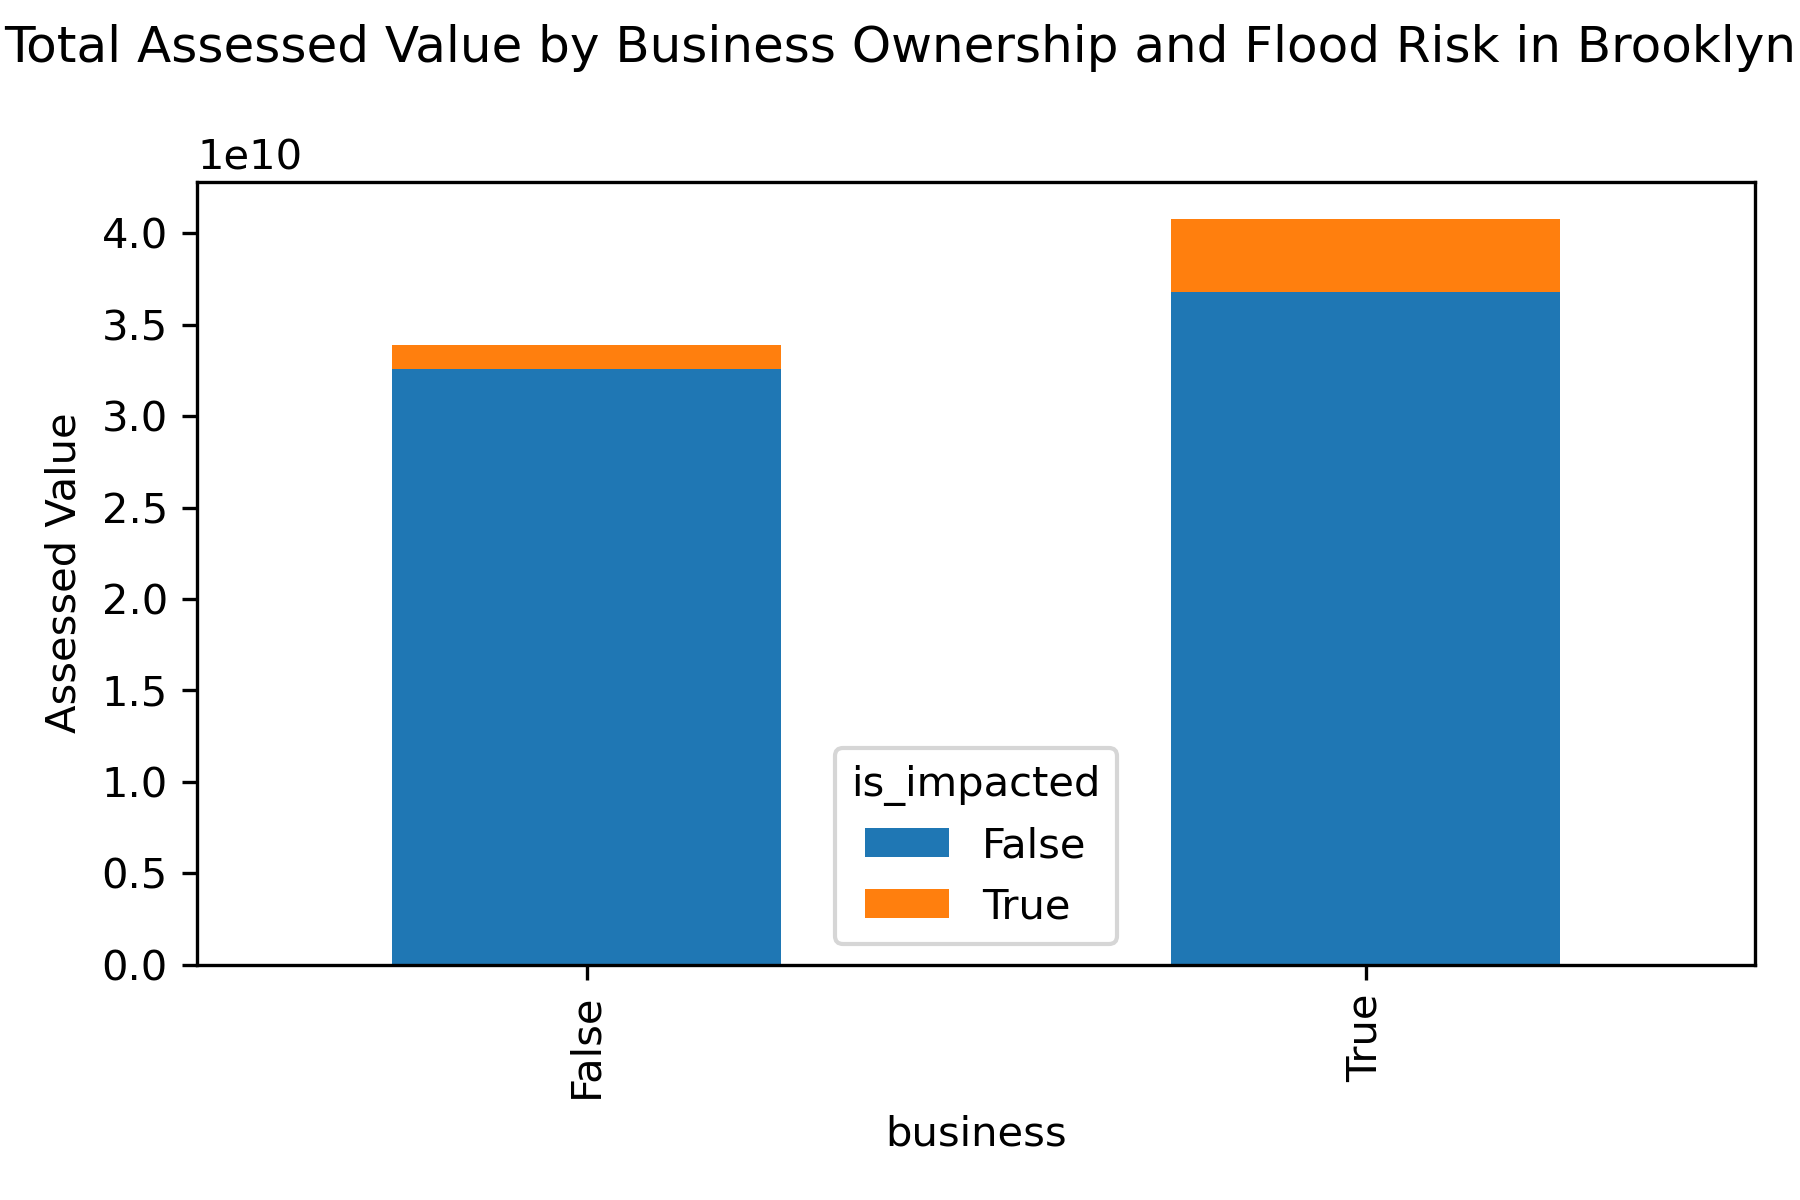 Total Assessed Value by Business Ownership and Flood Risk in Brooklyn
1e10
4.0
3.5
3.0
2.5
2.0
1.5
1.0
0.5
0.0
Assessed Value
is_impacted
False
True
False
True
business